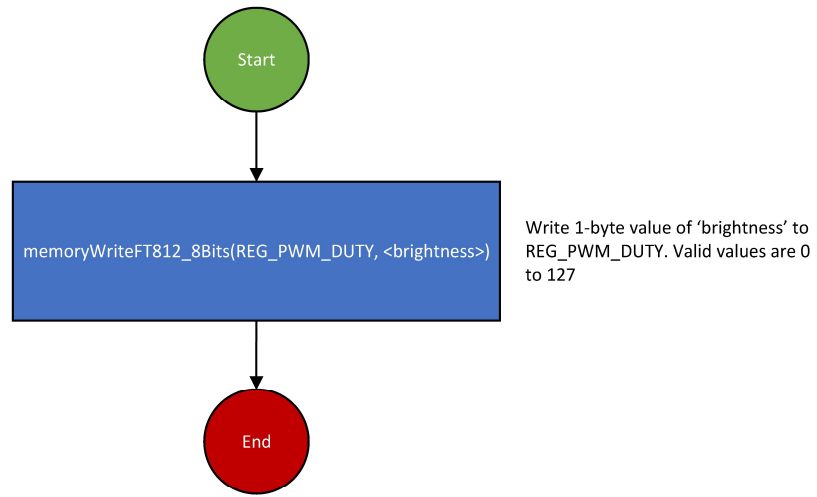 Start
memoryWriteFT812_8Bits(REG_PWM_DUTY, <brightness>)
Write 1-byte value of ‘brightness’ to
REG_PWM_DUTY. Valid values are 0
to 127
End